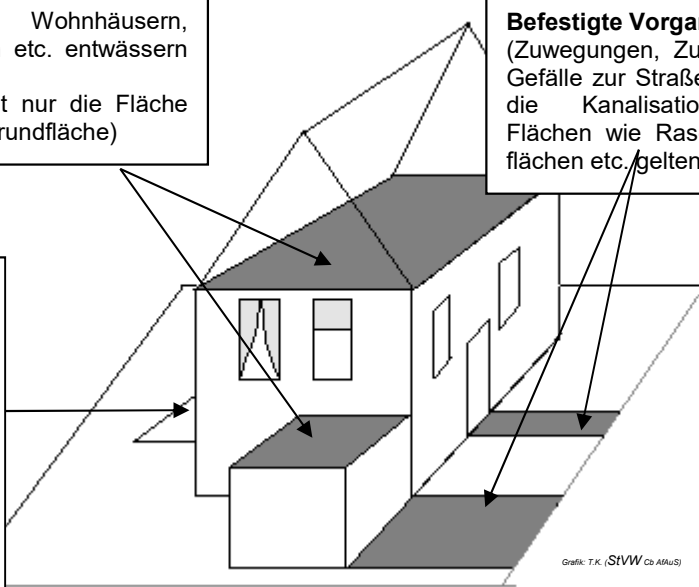 Wohnhäusern,
etc. entwässern
t nur die Fläche
rundfläche)
Befestigte Vorga
(Zuwegungen, Zu
Gefälle zur Straße
die Kanalisatio
Flächen wie Ras
flächen etc. gelten
Grafik: T.K. (StVW Cb AfAuS)